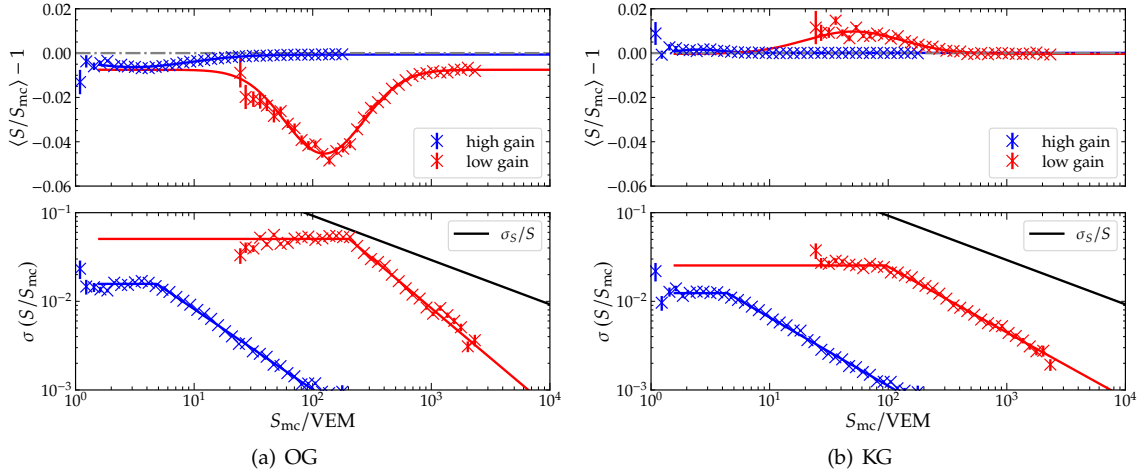 0.02
0.00
−0.02
−0.04
−0.06
⟨S/S_mc⟩ − 1
high gain
low gain
10^−1
10^−2
10^−3
σ (S/S_mc)
σ_S/S
10^0 10^1 10^2 10^3 10^4
S_mc/VEM
(a) OG
0.02
0.00
−0.02
−0.04
−0.06
⟨S/S_mc⟩ − 1
high gain
low gain
10^−1
10^−2
10^−3
σ (S/S_mc)
σ_S/S
10^0 10^1 10^2 10^3 10^4
S_mc/VEM
(b) KG